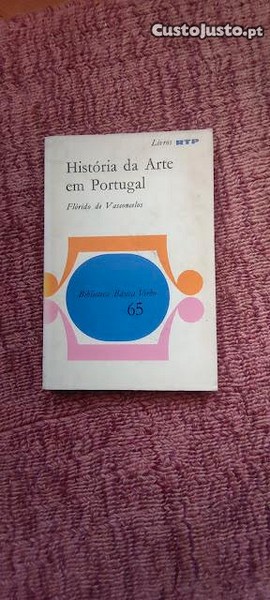 CustoJusto.pt
Livros RTP
História da Arte
em Portugal
Flórido de Vasconcelos
Biblioteca Básica Verbo
65